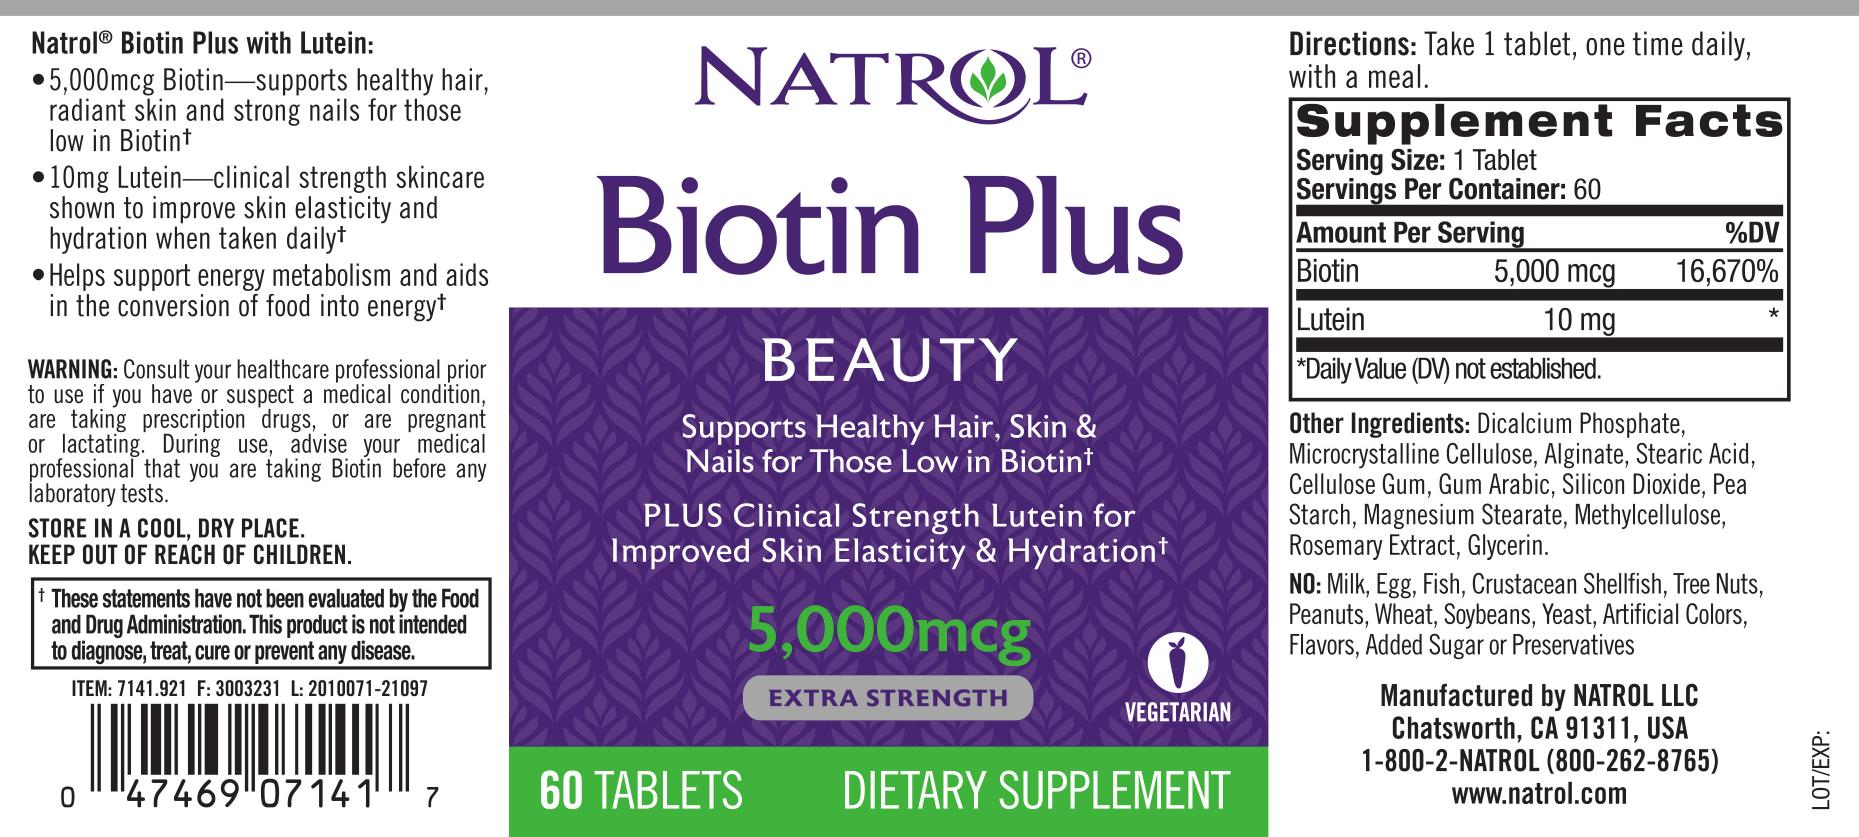 Natrol® Biotin Plus with Lutein:
• 5,000mcg Biotin—supports healthy hair,
radiant skin and strong nails for those
low in Biotin†
• 10mg Lutein—clinical strength skincare
shown to improve skin elasticity and
hydration when taken daily†
• Helps support energy metabolism and aids
in the conversion of food into energy†
WARNING: Consult your healthcare professional prior
to use if you have or suspect a medical condition,
are taking prescription drugs, or are pregnant
or lactating. During use, advise your medical
professional that you are taking Biotin before any
laboratory tests.
STORE IN A COOL, DRY PLACE.
KEEP OUT OF REACH OF CHILDREN.
† These statements have not been evaluated by the Food
and Drug Administration. This product is not intended
to diagnose, treat, cure or prevent any disease.
ITEM: 7141.921 F: 3003231 L: 2010071-21097
0 47469 07141 7
NATROL®
Biotin Plus
BEAUTY
Supports Healthy Hair, Skin &
Nails for Those Low in Biotin†
PLUS Clinical Strength Lutein for
Improved Skin Elasticity & Hydration†
5,000mcg
EXTRA STRENGTH
VEGETARIAN
60 TABLETS DIETARY SUPPLEMENT
Directions: Take 1 tablet, one time daily,
with a meal.
Supplement Facts
Serving Size: 1 Tablet
Servings Per Container: 60
Amount Per Serving %DV
Biotin 5,000 mcg 16,670%
Lutein 10 mg *
*Daily Value (DV) not established.
Other Ingredients: Dicalcium Phosphate,
Microcrystalline Cellulose, Alginate, Stearic Acid,
Cellulose Gum, Gum Arabic, Silicon Dioxide, Pea
Starch, Magnesium Stearate, Methylcellulose,
Rosemary Extract, Glycerin.
NO: Milk, Egg, Fish, Crustacean Shellfish, Tree Nuts,
Peanuts, Wheat, Soybeans, Yeast, Artificial Colors,
Flavors, Added Sugar or Preservatives
Manufactured by NATROL LLC
Chatsworth, CA 91311, USA
1-800-2-NATROL (800-262-8765)
www.natrol.com
LOT/EXP: